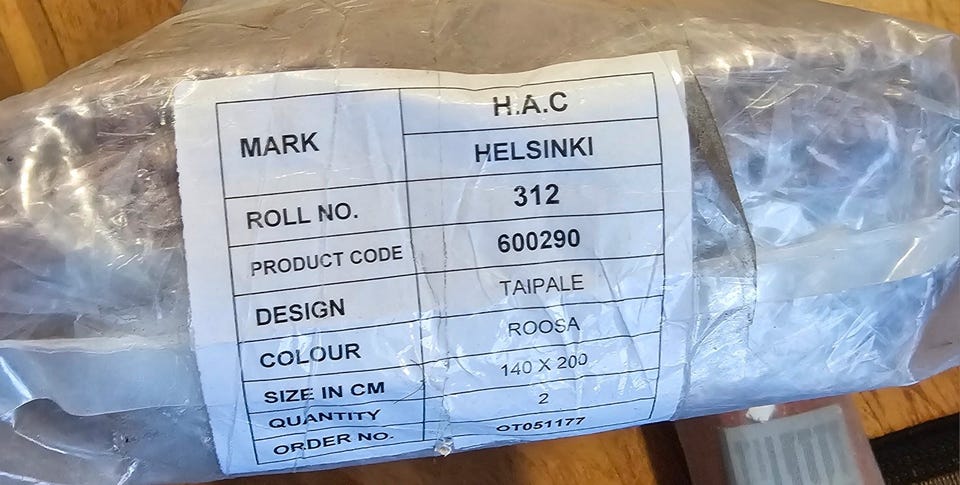 MARK H.A.C
HELSINKI
ROLL NO. 312
PRODUCT CODE 600290
DESIGN TAIPALE
COLOUR ROOSA
SIZE IN CM 140 X 200
QUANTITY 2
ORDER NO. OT051177